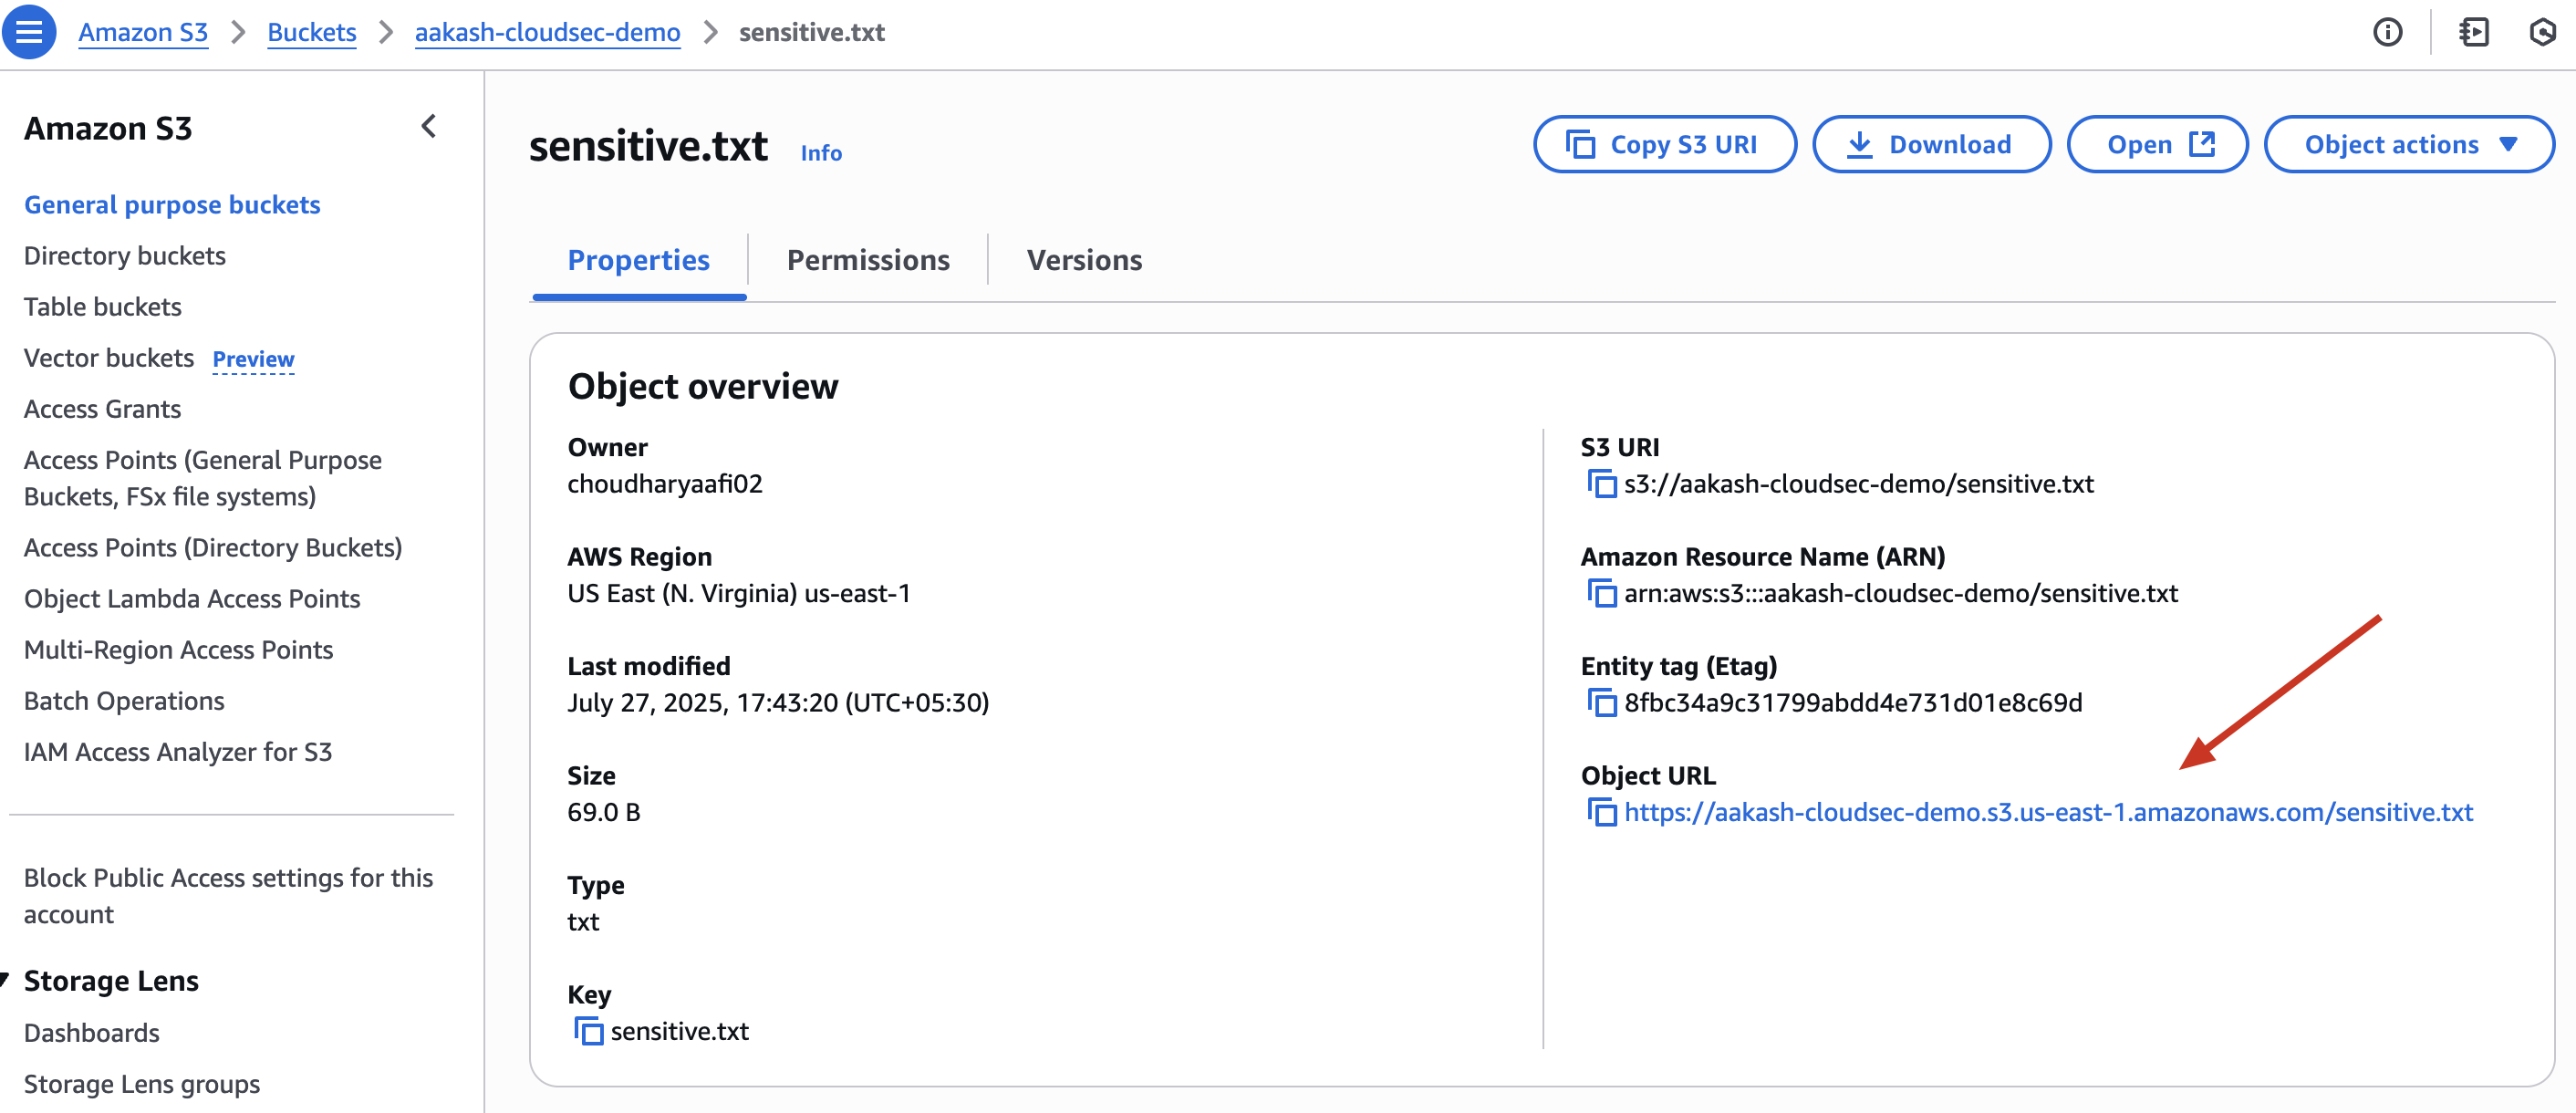 Amazon S3 > Buckets > aakash-cloudsec-demo > sensitive.txt
Amazon S3
General purpose buckets
Directory buckets
Table buckets
Vector buckets Preview
Access Grants
Access Points (General Purpose
Buckets, FSx file systems)
Access Points (Directory Buckets)
Object Lambda Access Points
Multi-Region Access Points
Batch Operations
IAM Access Analyzer for S3
Block Public Access settings for this
account
Storage Lens
Dashboards
Storage Lens groups
sensitive.txt Info
Copy S3 URI Download Open Object actions
Properties Permissions Versions
Object overview
Owner
choudharyaafi02
AWS Region
US East (N. Virginia) us-east-1
Last modified
July 27, 2025, 17:43:20 (UTC+05:30)
Size
69.0 B
Type
txt
Key
sensitive.txt
S3 URI
s3://aakash-cloudsec-demo/sensitive.txt
Amazon Resource Name (ARN)
arn:aws:s3:::aakash-cloudsec-demo/sensitive.txt
Entity tag (Etag)
8fbc34a9c31799abdd4e731d01e8c69d
Object URL
https://aakash-cloudsec-demo.s3.us-east-1.amazonaws.com/sensitive.txt